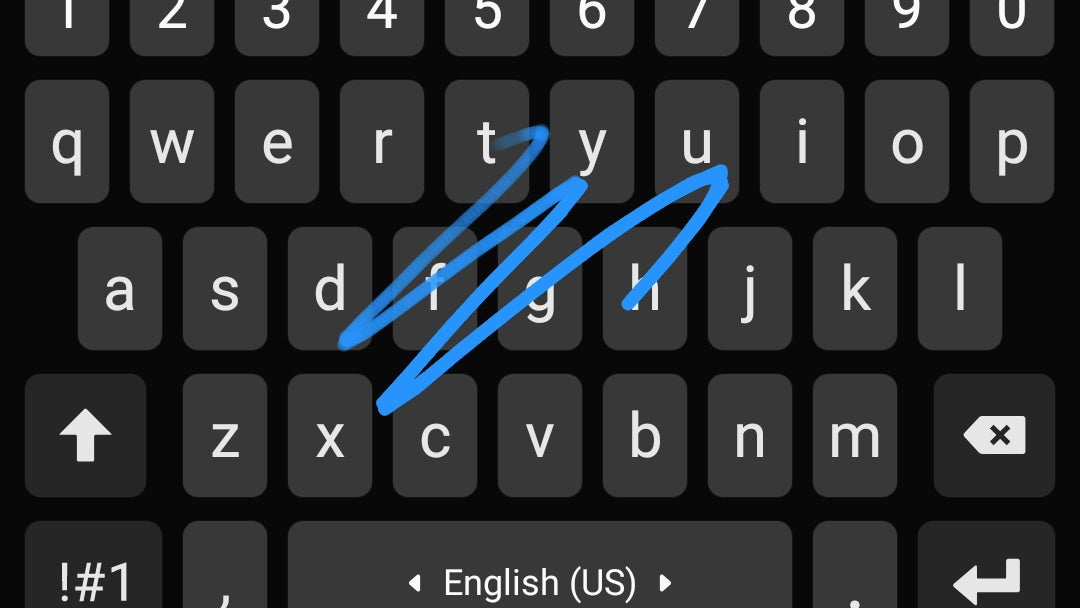 1 2 3 4 5 6 7 8 9 0
q w e r t y u i o p
a s d f g h j k l
z x c v b n m
!#1 , English (US) .